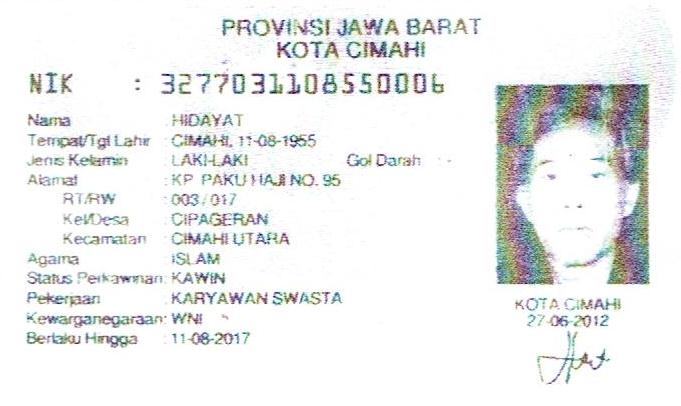 PROVINSI JAWA BARAT
KOTA CIMAHI
NIK : 3277031108550006
Nama : HIDAYAT
Tempat/Tgl Lahir : CIMAHI, 11-08-1955
Jenis Kelamin : LAKI-LAKI Gol Darah : -
Alamat : KP PAKU HAJI NO. 95
RT/RW : 003 / 017
Kel/Desa : CIPAGERAN
Kecamatan : CIMAHI UTARA
Agama : ISLAM
Status Perkawinan: KAWIN
Pekerjaan : KARYAWAN SWASTA
Kewarganegaraan: WNI
Berlaku Hingga : 11-08-2017
KOTA CIMAHI
27-06-2012